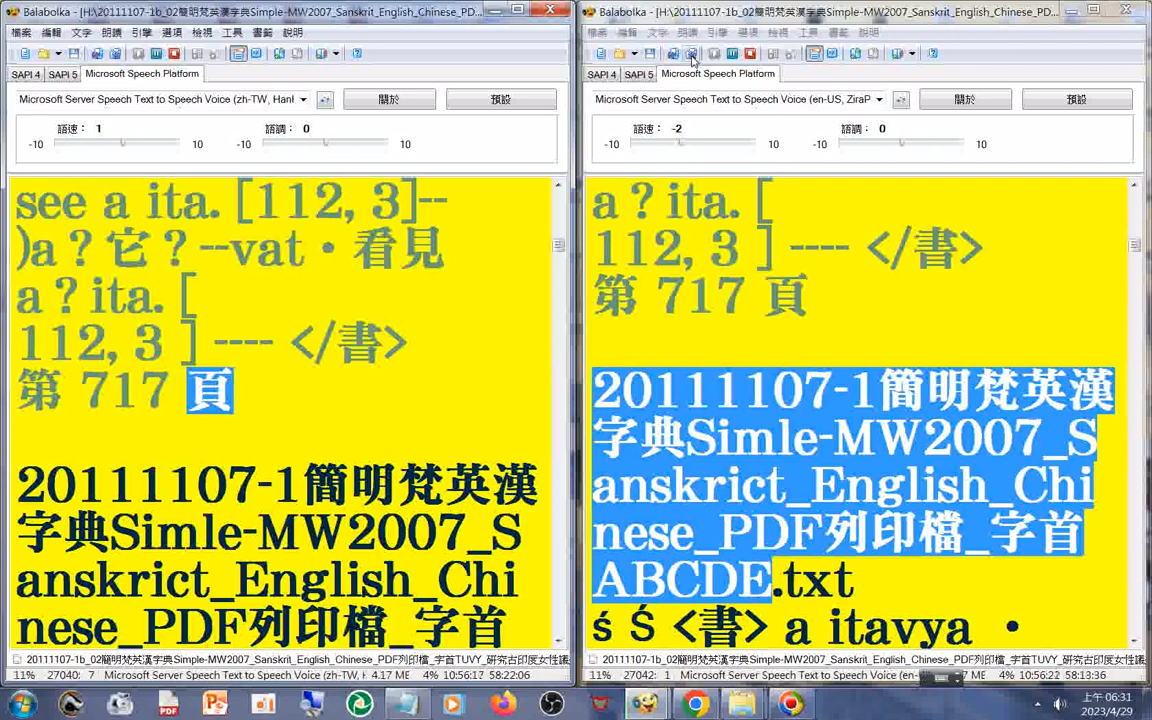 Balabolka - [H:\20111107-1b_02簡明梵英漢字典Simple-MW2007_Sanskrit_English_Chinese_PD...
檔案 編輯 文字 朗讀 引擎 選項 檢視 工具 書籤 說明
SAPI 4 SAPI 5 Microsoft Speech Platform
Microsoft Server Speech Text to Speech Voice (zh-TW, Hanl
關於 預設
語速： 1 語調： 0
-10 10 -10 10
see a ita. [112, 3]--
)a？它？--vat‧看見
a？ita. [
112, 3 ] ---- </書>
第 717 頁
20111107-1簡明梵英漢
字典Simle-MW2007_S
anskrict_English_Chi
nese_PDF列印檔_字首
20111107-1b_02簡明梵英漢字典Simple-MW2007_Sanskrit_English_Chinese_PDF列印檔_字首TUVY_研究古印度女性議
11% 27040: 7 Microsoft Server Speech Text to Speech Voice (zh-TW, H 4.17 ME 4% 10:56:17 58:22:06
Balabolka - [H:\20111107-1b_02簡明梵英漢字典Simple-MW2007_Sanskrit_English_Chinese_PD...
檔案 編輯 文字 朗讀 引擎 選項 檢視 工具 書籤 說明
SAPI 4 SAPI 5 Microsoft Speech Platform
Microsoft Server Speech Text to Speech Voice (en-US, ZiraP
關於 預設
語速： -2 語調： 0
-10 10 -10 10
a？ita. [
112, 3 ] ---- </書>
第 717 頁
20111107-1簡明梵英漢
字典Simle-MW2007_S
anskrict_English_Chi
nese_PDF列印檔_字首
ABCDE.txt
ś Ś <書> a itavya ‧
20111107-1b_02簡明梵英漢字典Simple-MW2007_Sanskrit_English_Chinese_PDF列印檔_字首TUVY_研究古印度女性議
11% 27042: 1 Microsoft Server Speech Text to Speech Voice (en- 4% 10:56:22 58:13:36
上午 06:31
2023/4/29